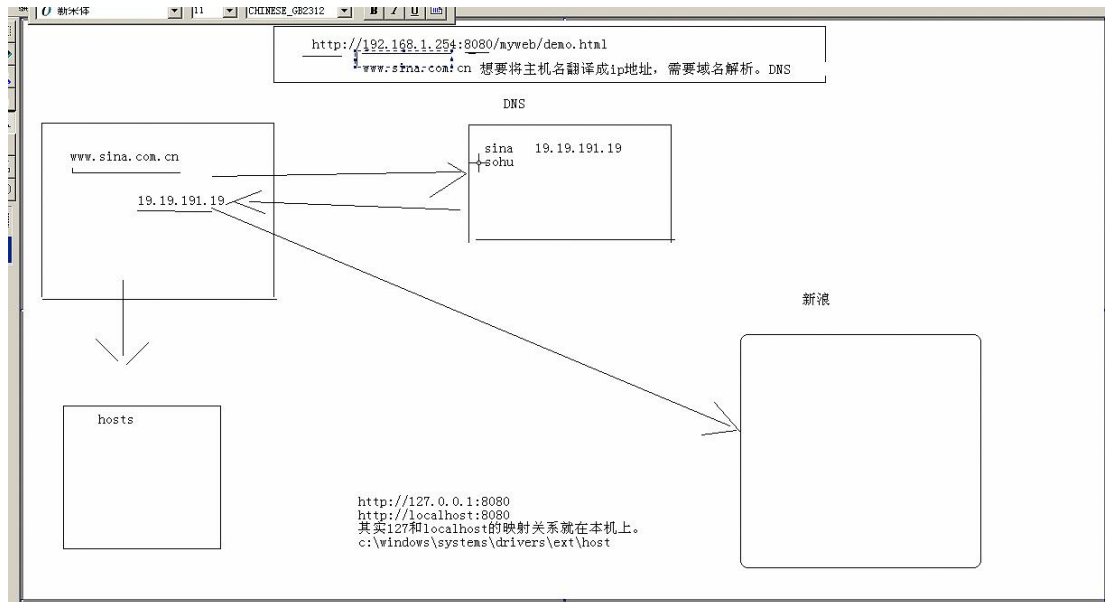 新宋体 11 CHINESE_GB2312 B I U
http://192.168.1.254:8080/myweb/demo.html
www.sina.com.cn 想要将主机名翻译成ip地址，需要域名解析。DNS
DNS
www.sina.com.cn
sina 19.19.191.19
sohu
19.19.191.19
新浪
hosts
http://127.0.0.1:8080
http://localhost:8080
其实127和localhost的映射关系就在本机上。
c:\windows\systems\drivers\ext\host